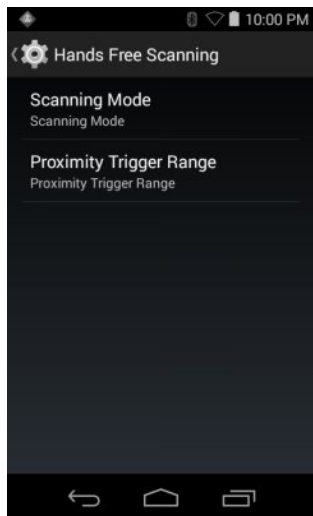 10:00 PM
Hands Free Scanning
Scanning Mode
Scanning Mode
Proximity Trigger Range
Proximity Trigger Range